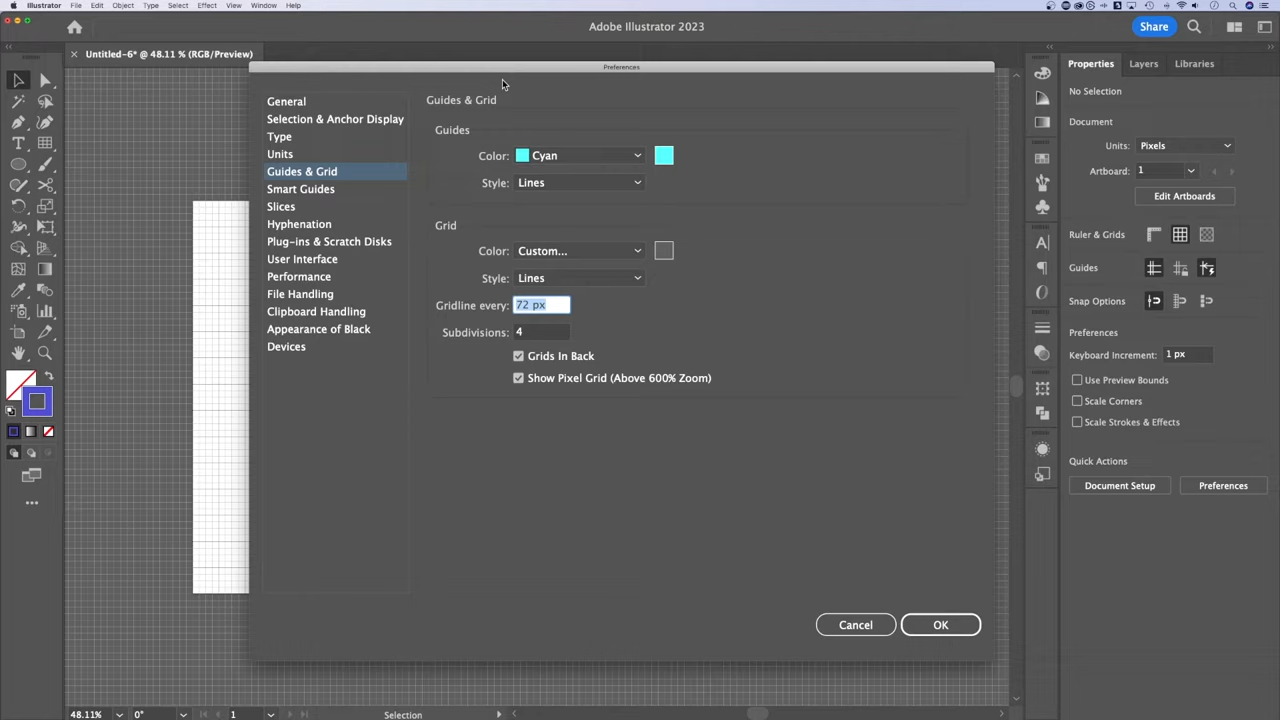 Illustrator File Edit Object Type Select Effect View Window Help
Adobe Illustrator 2023
Share
Untitled-6* @ 48.11 % (RGB/Preview)
Preferences
General
Selection & Anchor Display
Type
Units
Guides & Grid
Smart Guides
Slices
Hyphenation
Plug-ins & Scratch Disks
User Interface
Performance
File Handling
Clipboard Handling
Appearance of Black
Devices
Guides & Grid
Guides
Color: Cyan
Style: Lines
Grid
Color: Custom...
Style: Lines
Gridline every: 72 px
Subdivisions: 4
Grids In Back
Show Pixel Grid (Above 600% Zoom)
Cancel OK
Properties Layers Libraries
No Selection
Document
Units: Pixels
Artboard: 1
Edit Artboards
Ruler & Grids
Guides
Snap Options
Preferences
Keyboard Increment: 1 px
Use Preview Bounds
Scale Corners
Scale Strokes & Effects
Quick Actions
Document Setup Preferences
48.11% 0° 1 Selection